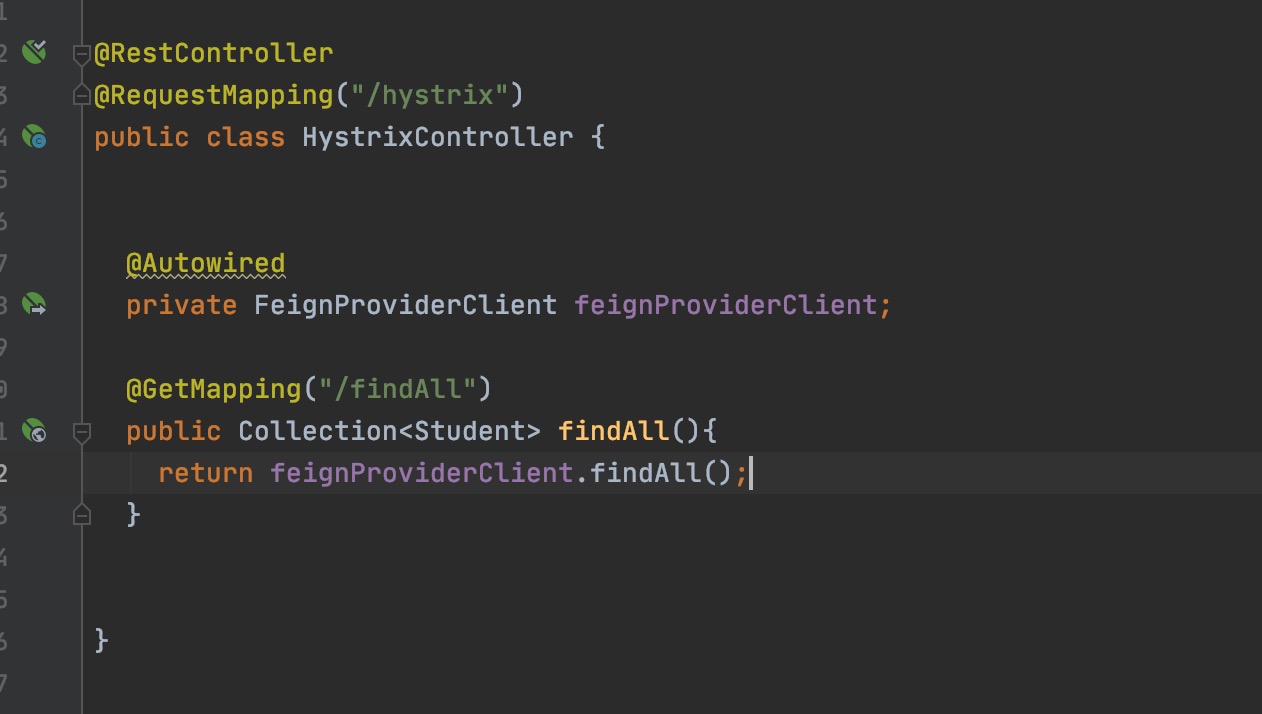 @RestController
@RequestMapping("/hystrix")
public class HystrixController {
@Autowired
private FeignProviderClient feignProviderClient;
@GetMapping("/findAll")
public Collection<Student> findAll(){
return feignProviderClient.findAll();
}
}